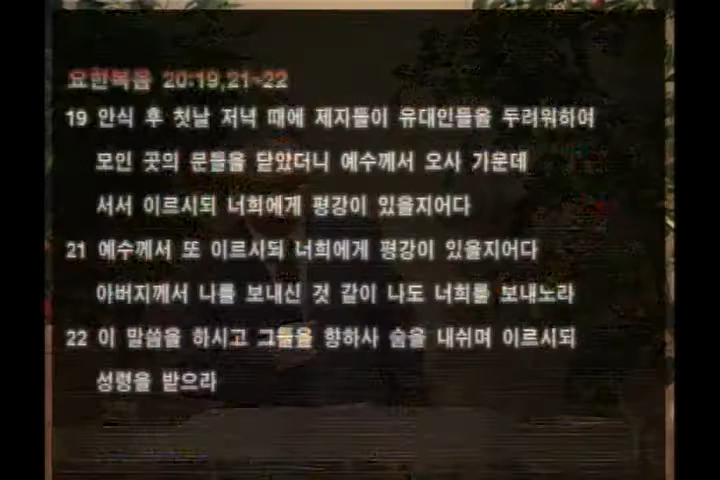 요한복음 20:19,21~22
19 안식 후 첫날 저녁 때에 제자들이 유대인들을 두려워하여
모인 곳의 문들을 닫았더니 예수께서 오사 가운데
서서 이르시되 너희에게 평강이 있을지어다
21 예수께서 또 이르시되 너희에게 평강이 있을지어다
아버지께서 나를 보내신 것 같이 나도 너희를 보내노라
22 이 말씀을 하시고 그들을 향하사 숨을 내쉬며 이르시되
성령을 받으라